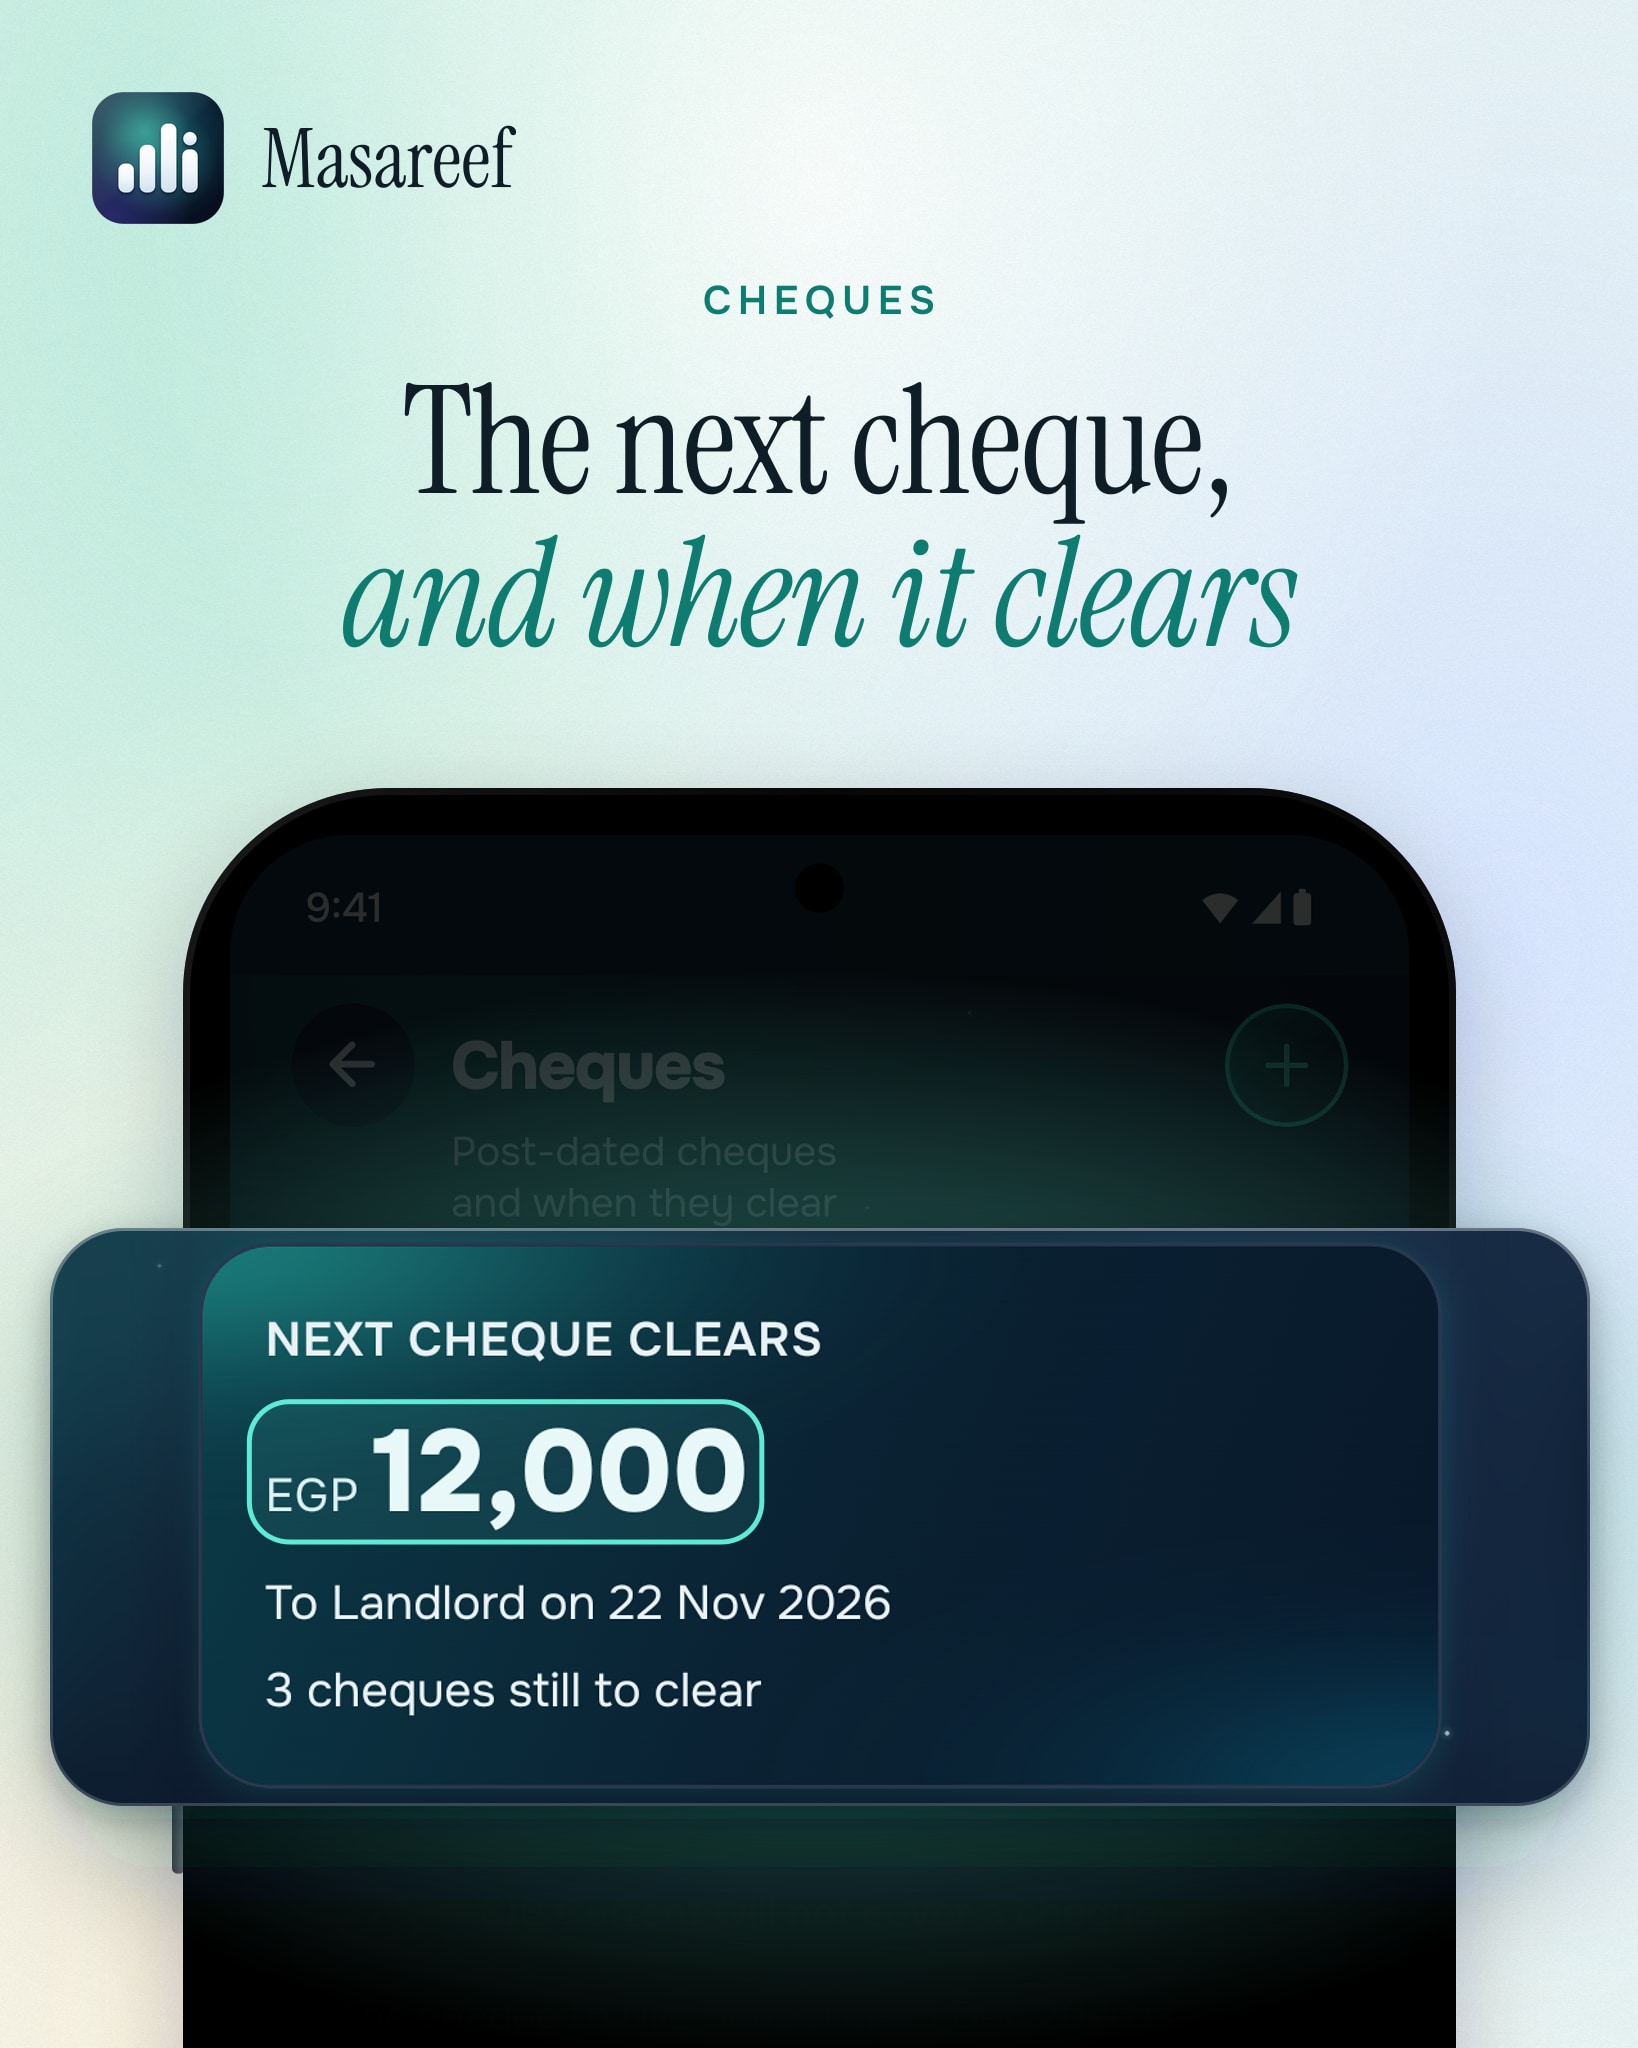 Masareef
CHEQUES
The next cheque,
and when it clears
9:41
Cheques
Post-dated cheques
and when they clear
NEXT CHEQUE CLEARS
EGP 12,000
To Landlord on 22 Nov 2026
3 cheques still to clear